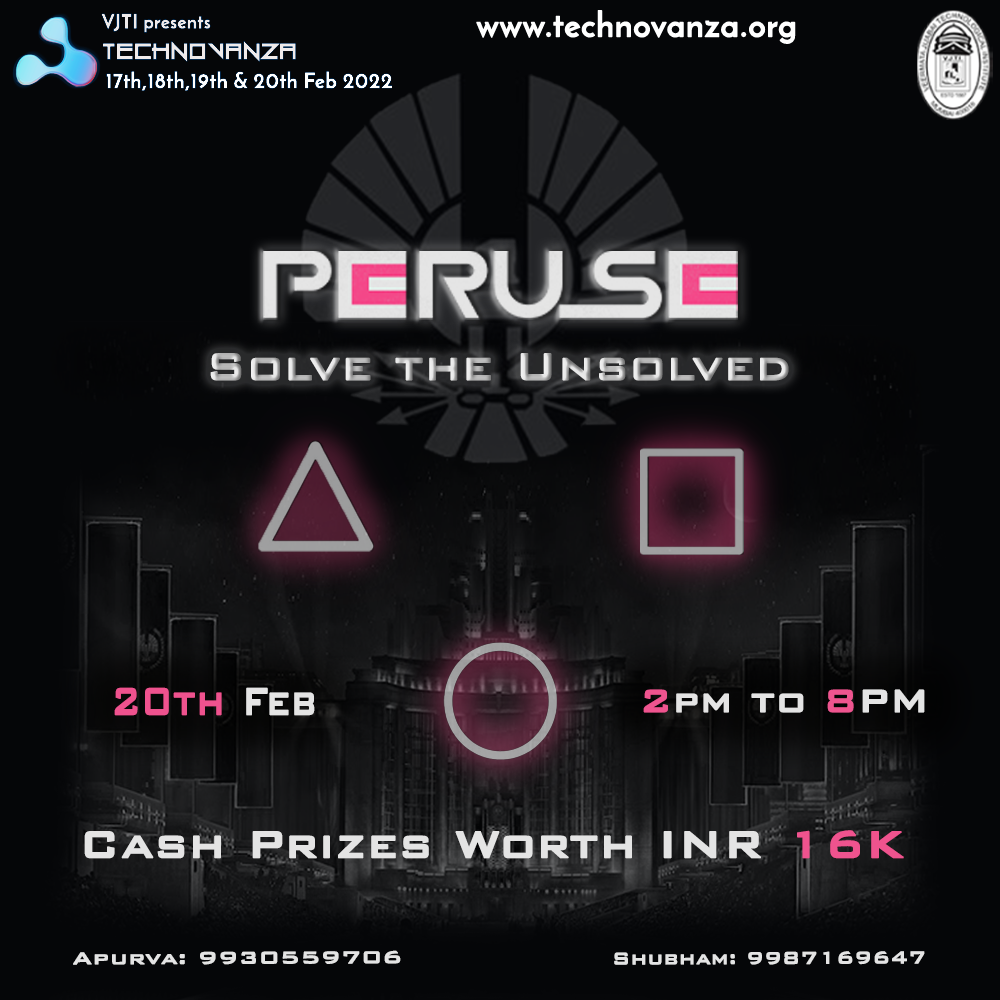 VJTI presents
TECHNOVANZA
17th,18th,19th & 20th Feb 2022
www.technovanza.org
V.J.T.I.
PERUSE
Solve the Unsolved
20th Feb
2pm to 8PM
Cash Prizes Worth INR 16K
Apurva: 9930559706
Shubham: 9987169647